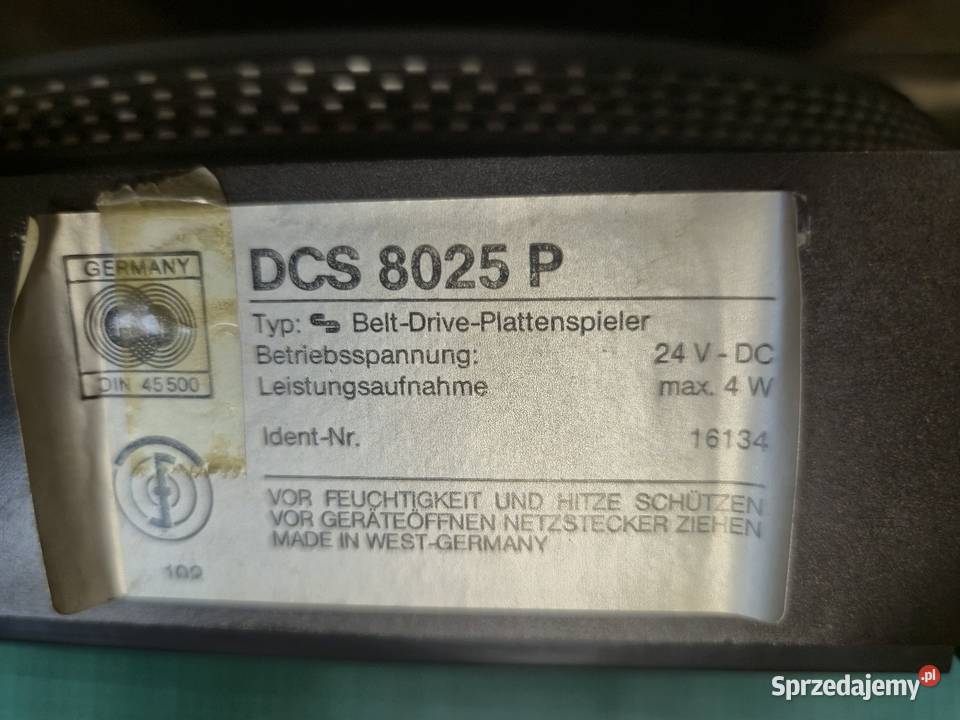 GERMANY
DIN 45500
DCS 8025 P
Typ: Belt-Drive-Plattenspieler
Betriebsspannung: 24 V - DC
Leistungsaufnahme max. 4 W
Ident-Nr. 16134
VOR FEUCHTIGKEIT UND HITZE SCHÜTZEN
VOR GERÄTEÖFFNEN NETZSTECKER ZIEHEN
MADE IN WEST-GERMANY
Sprzedajemy.pl